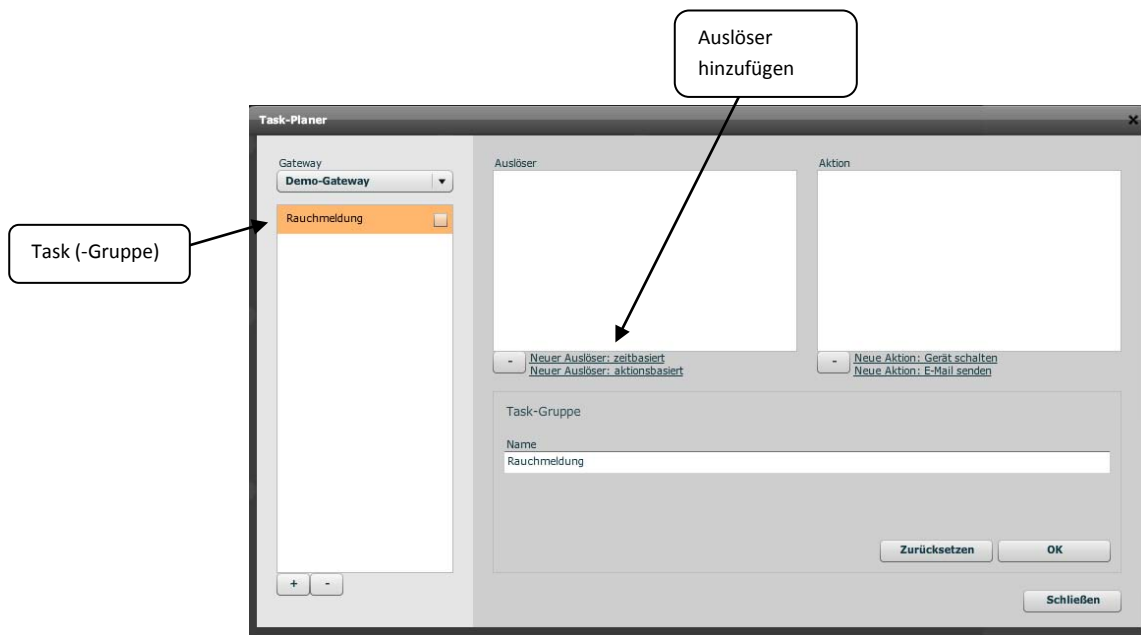 Auslöser
hinzufügen
Task-Planer
Gateway
Demo-Gateway
Rauchmeldung
Task (-Gruppe)
Auslöser
Aktion
-
Neuer Auslöser: zeitbasiert
Neuer Auslöser: aktionsbasiert
-
Neue Aktion: Gerät schalten
Neue Aktion: E-Mail senden
Task-Gruppe
Name
Rauchmeldung
Zurücksetzen
OK
+
-
Schließen